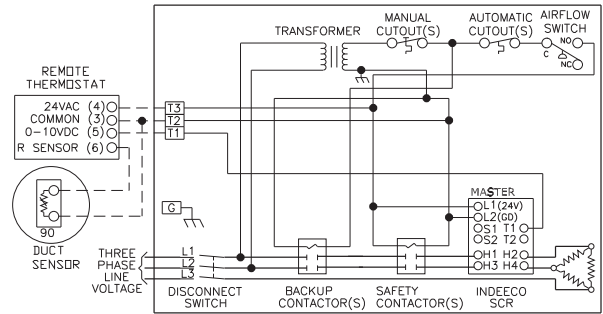 TRANSFORMER
MANUAL
CUTOUT(S)
AUTOMATIC
CUTOUT(S)
AIRFLOW
SWITCH
NO
C
NC
REMOTE
THERMOSTAT
24VAC (4)
COMMON (3)
0-10VDC (5)
R SENSOR (6)
T3
T2
T1
90
DUCT
SENSOR
G
MASTER
L1(24V)
L2(GD)
S1 T1
S2 T2
H1 H2
H3 H4
THREE
PHASE
LINE
VOLTAGE
L1
L2
L3
DISCONNECT
SWITCH
BACKUP
CONTACTOR(S)
SAFETY
CONTACTOR(S)
INDEECO
SCR